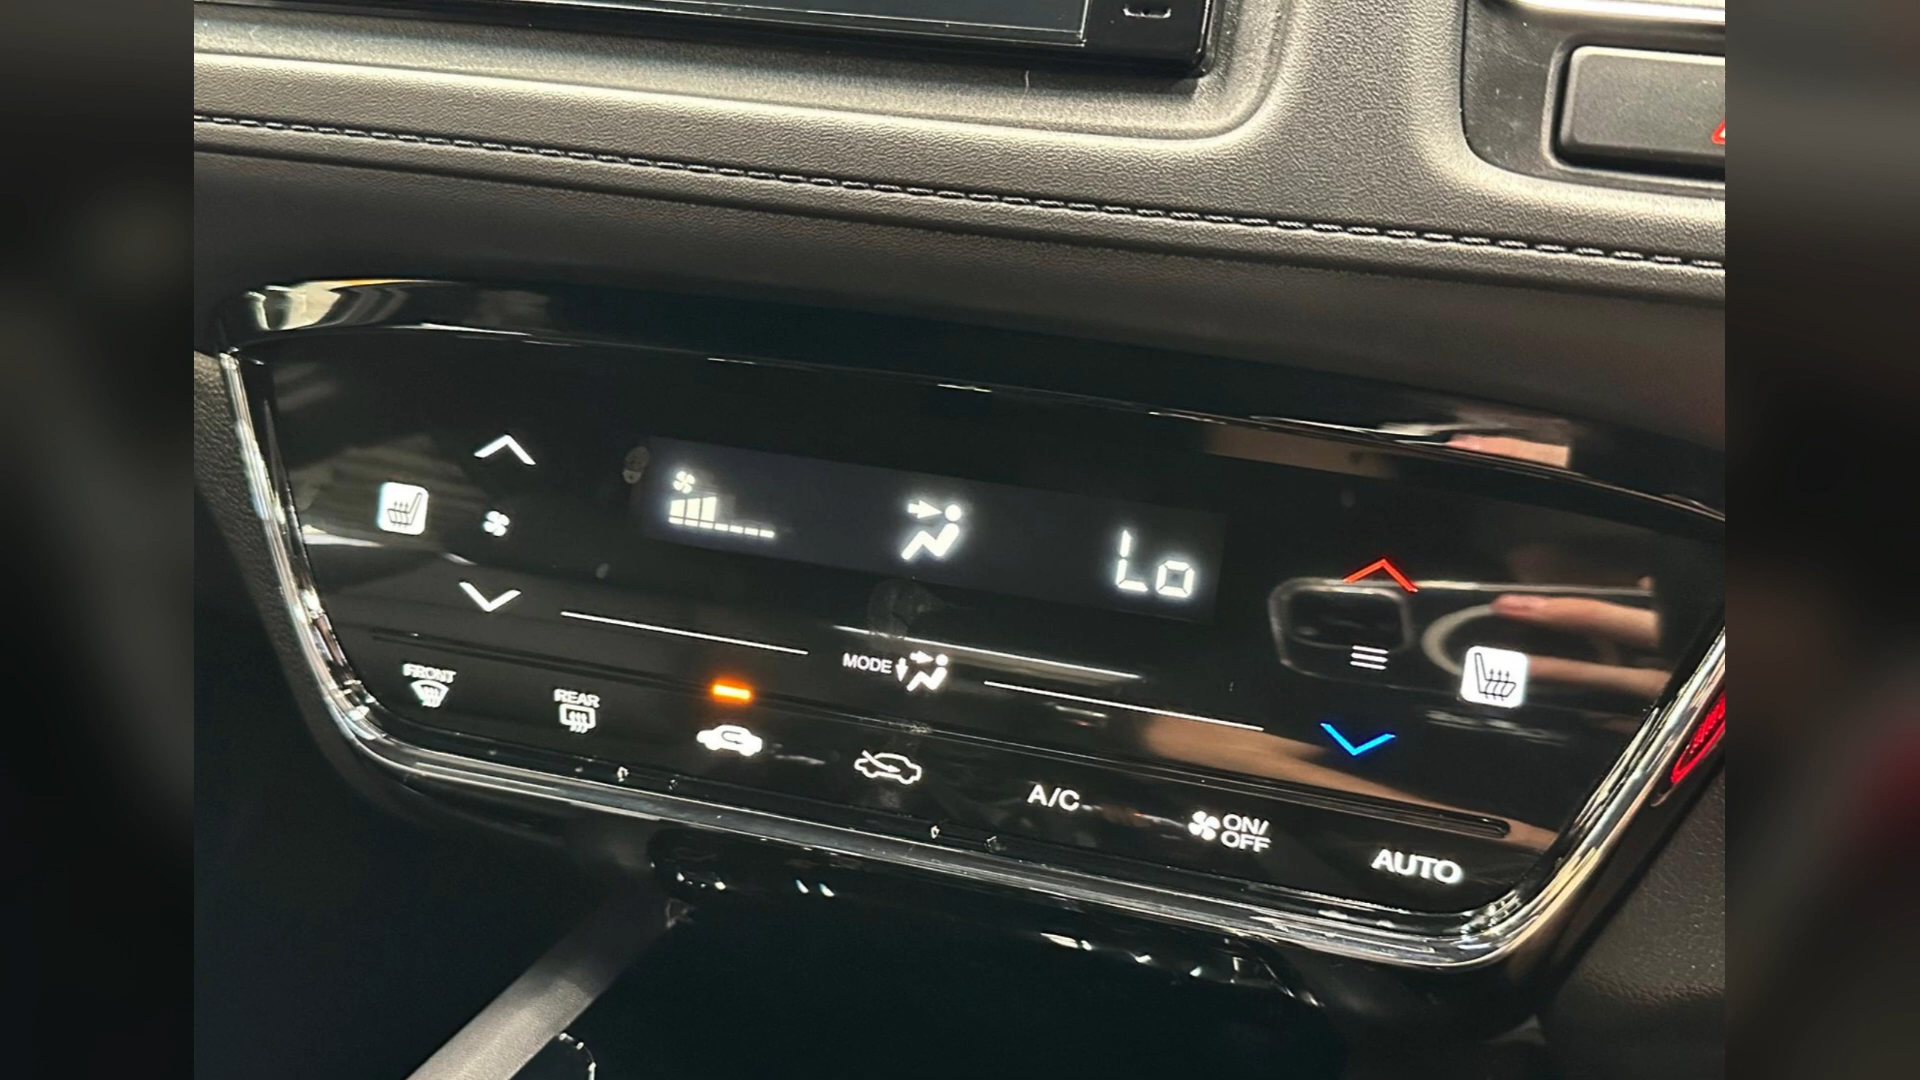 Lo
MODE
FRONT
REAR
A/C
ON/
OFF
AUTO